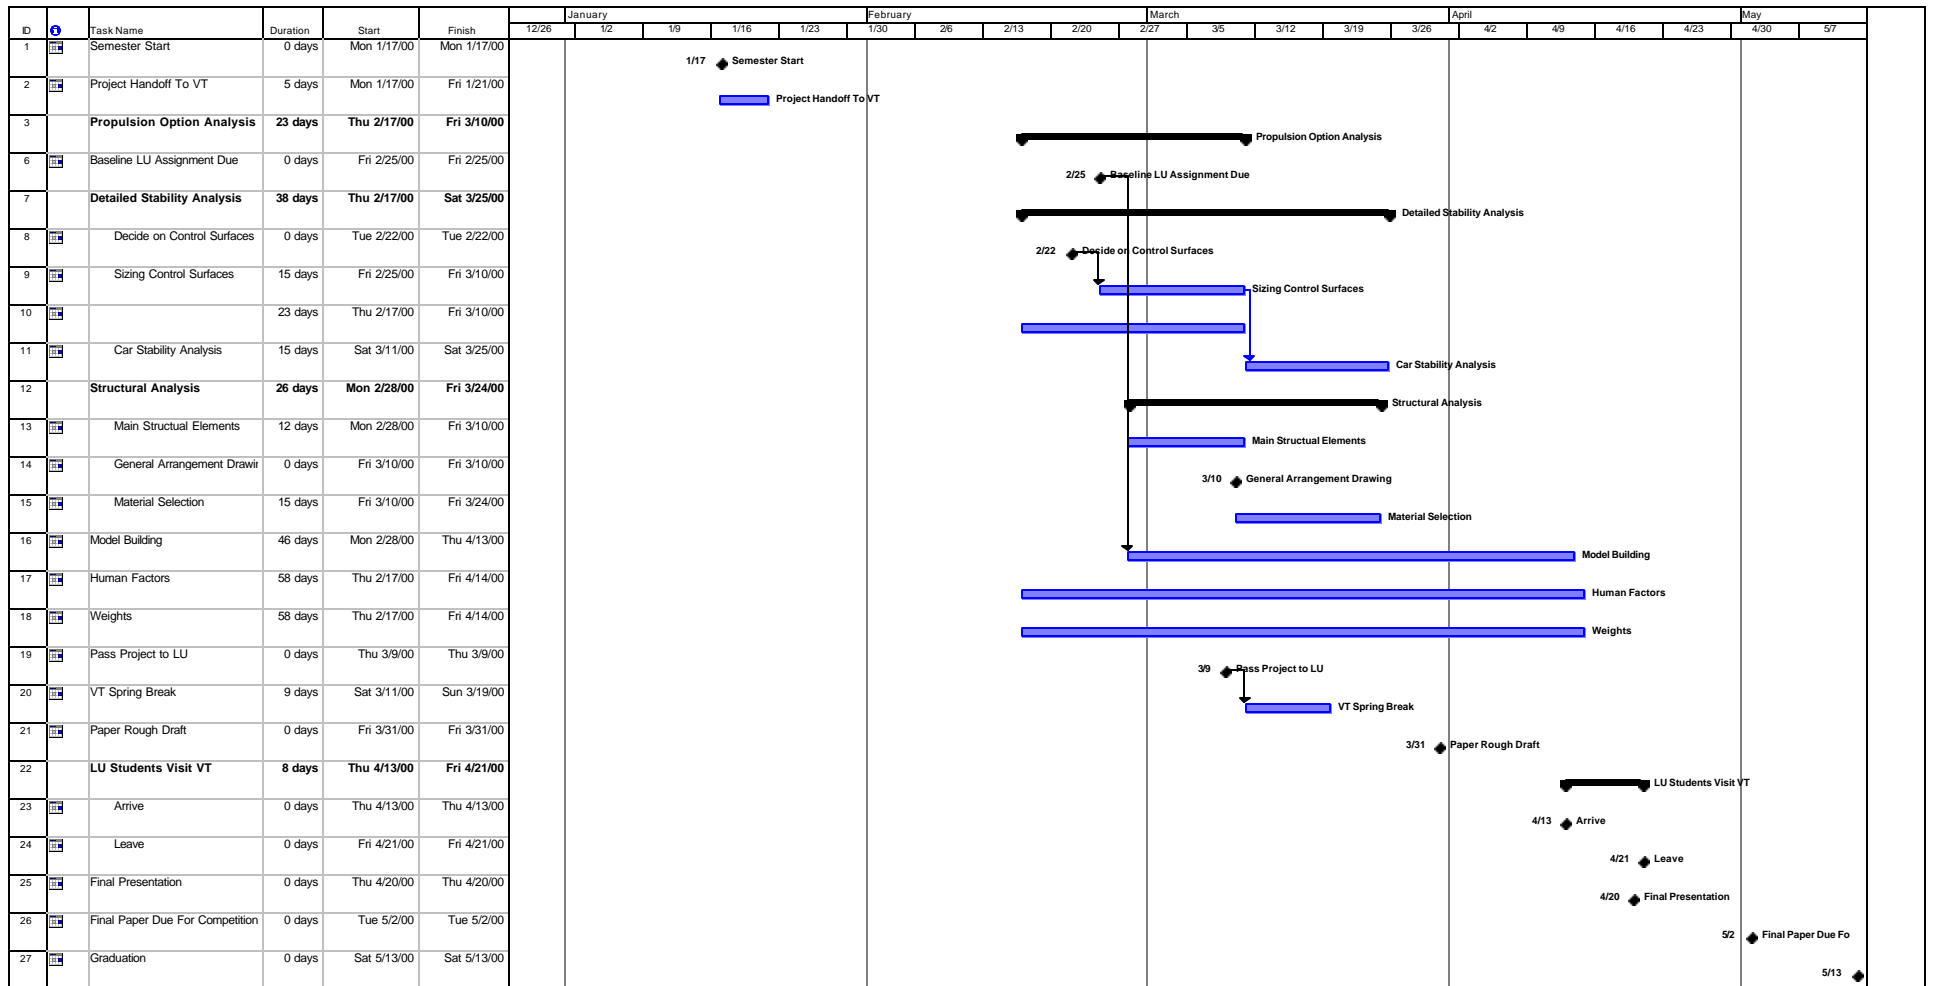 January February March April May
ID Task Name Duration Start Finish 12/26 1/2 1/9 1/16 1/23 1/30 2/6 2/13 2/20 2/27 3/5 3/12 3/19 3/26 4/2 4/9 4/16 4/23 4/30 5/7
1 Semester Start 0 days Mon 1/17/00 Mon 1/17/00
1/17 Semester Start
2 Project Handoff To VT 5 days Mon 1/17/00 Fri 1/21/00
Project Handoff To VT
3 Propulsion Option Analysis 23 days Thu 2/17/00 Fri 3/10/00
Propulsion Option Analysis
6 Baseline LU Assignment Due 0 days Fri 2/25/00 Fri 2/25/00
2/25 Baseline LU Assignment Due
7 Detailed Stability Analysis 38 days Thu 2/17/00 Sat 3/25/00
Detailed Stability Analysis
8 Decide on Control Surfaces 0 days Tue 2/22/00 Tue 2/22/00
2/22 Decide on Control Surfaces
9 Sizing Control Surfaces 15 days Fri 2/25/00 Fri 3/10/00
Sizing Control Surfaces
10 23 days Thu 2/17/00 Fri 3/10/00
11 Car Stability Analysis 15 days Sat 3/11/00 Sat 3/25/00
Car Stability Analysis
12 Structural Analysis 26 days Mon 2/28/00 Fri 3/24/00
Structural Analysis
13 Main Structual Elements 12 days Mon 2/28/00 Fri 3/10/00
Main Structual Elements
14 General Arrangement Drawin 0 days Fri 3/10/00 Fri 3/10/00
3/10 General Arrangement Drawing
15 Material Selection 15 days Fri 3/10/00 Fri 3/24/00
Material Selection
16 Model Building 46 days Mon 2/28/00 Thu 4/13/00
Model Building
17 Human Factors 58 days Thu 2/17/00 Fri 4/14/00
Human Factors
18 Weights 58 days Thu 2/17/00 Fri 4/14/00
Weights
19 Pass Project to LU 0 days Thu 3/9/00 Thu 3/9/00
3/9 Pass Project to LU
20 VT Spring Break 9 days Sat 3/11/00 Sun 3/19/00
VT Spring Break
21 Paper Rough Draft 0 days Fri 3/31/00 Fri 3/31/00
3/31 Paper Rough Draft
22 LU Students Visit VT 8 days Thu 4/13/00 Fri 4/21/00
LU Students Visit VT
23 Arrive 0 days Thu 4/13/00 Thu 4/13/00
4/13 Arrive
24 Leave 0 days Fri 4/21/00 Fri 4/21/00
4/21 Leave
25 Final Presentation 0 days Thu 4/20/00 Thu 4/20/00
4/20 Final Presentation
26 Final Paper Due For Competition 0 days Tue 5/2/00 Tue 5/2/00
5/2 Final Paper Due Fo
27 Graduation 0 days Sat 5/13/00 Sat 5/13/00
5/13